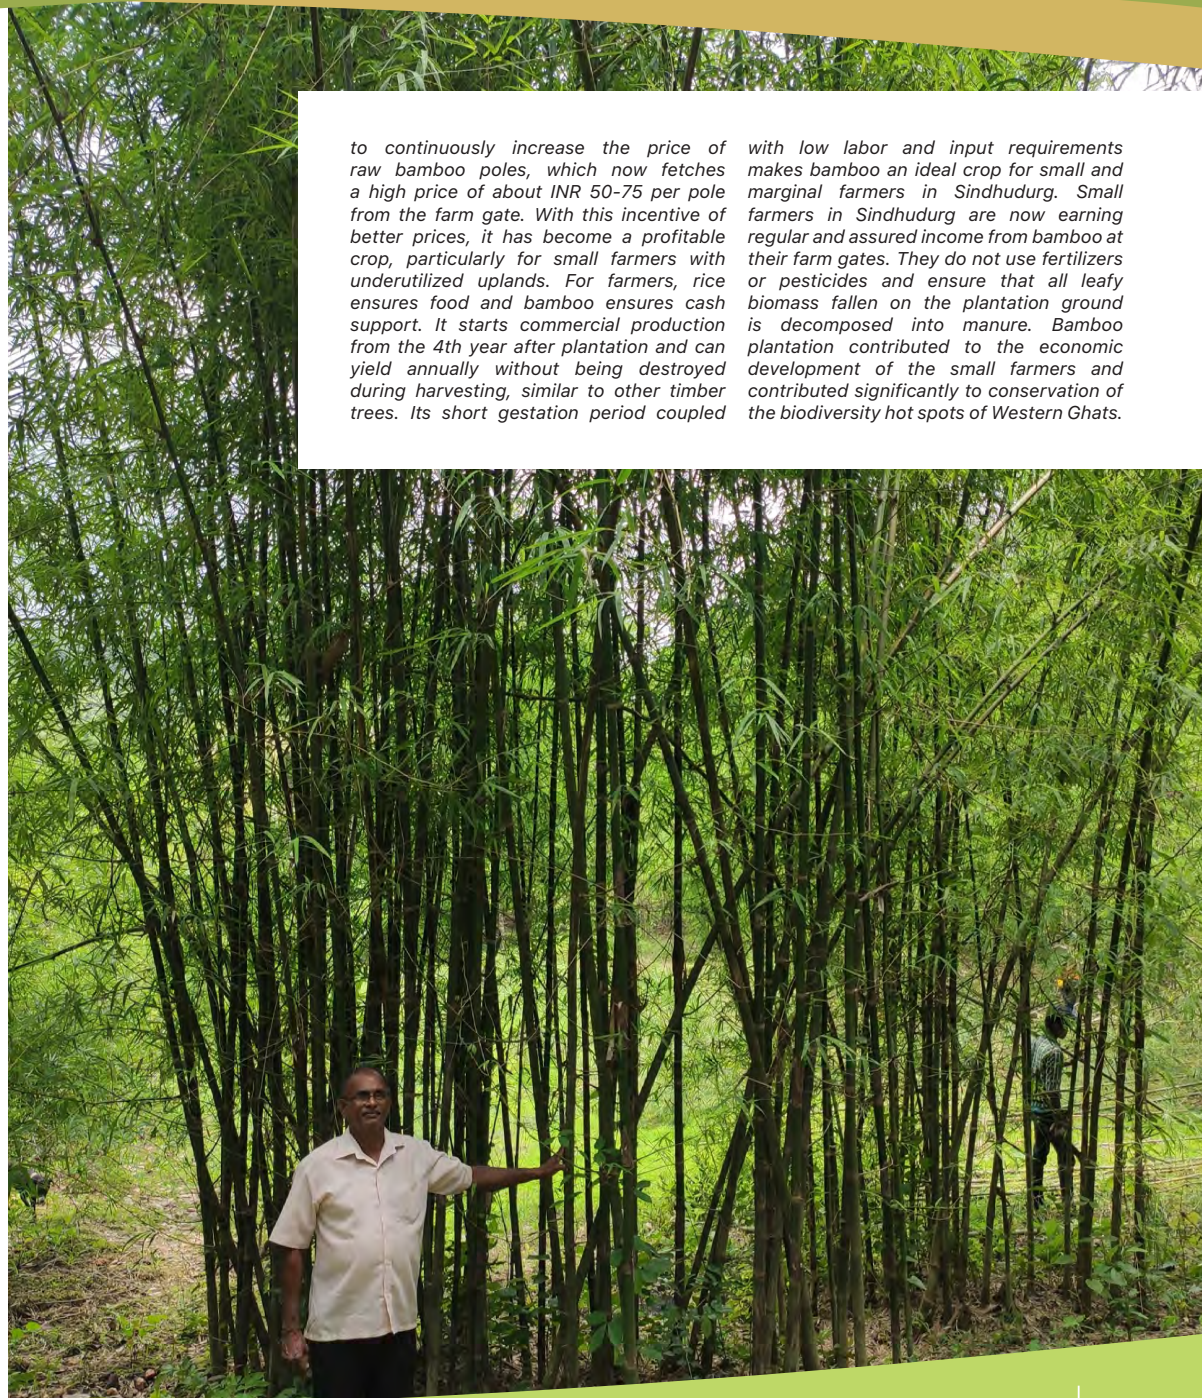 to continuously increase the price of
raw bamboo poles, which now fetches
a high price of about INR 50-75 per pole
from the farm gate. With this incentive of
better prices, it has become a profitable
crop, particularly for small farmers with
underutilized uplands. For farmers, rice
ensures food and bamboo ensures cash
support. It starts commercial production
from the 4th year after plantation and can
yield annually without being destroyed
during harvesting, similar to other timber
trees. Its short gestation period coupled
with low labor and input requirements
makes bamboo an ideal crop for small and
marginal farmers in Sindhudurg. Small
farmers in Sindhudurg are now earning
regular and assured income from bamboo at
their farm gates. They do not use fertilizers
or pesticides and ensure that all leafy
biomass fallen on the plantation ground
is decomposed into manure. Bamboo
plantation contributed to the economic
development of the small farmers and
contributed significantly to conservation of
the biodiversity hot spots of Western Ghats.